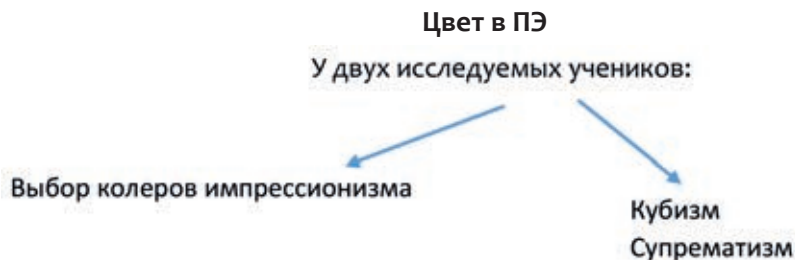 Цвет в ПЭ
У двух исследуемых учеников:
Выбор колеров импрессионизма
Кубизм
Супрематизм